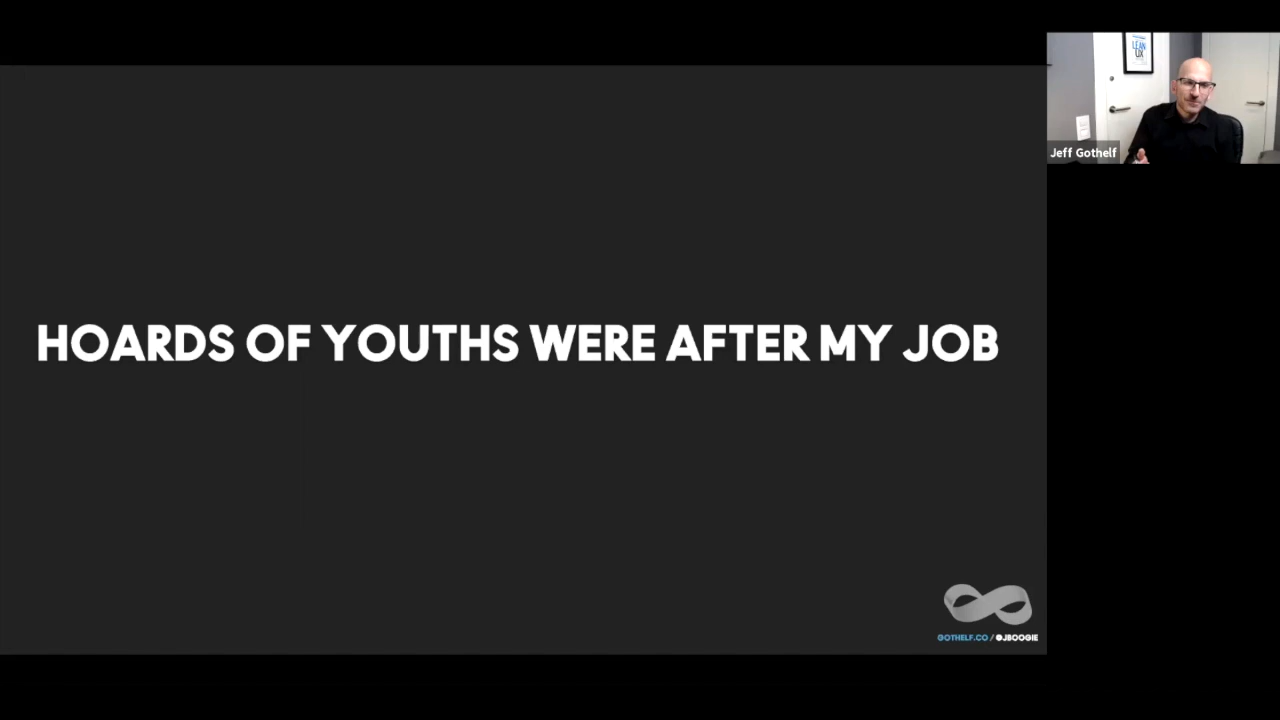 HOARDS OF YOUTHS WERE AFTER MY JOB
GOTHELF.CO / @JBOOGIE
LEAN
UX
Jeff Gothelf